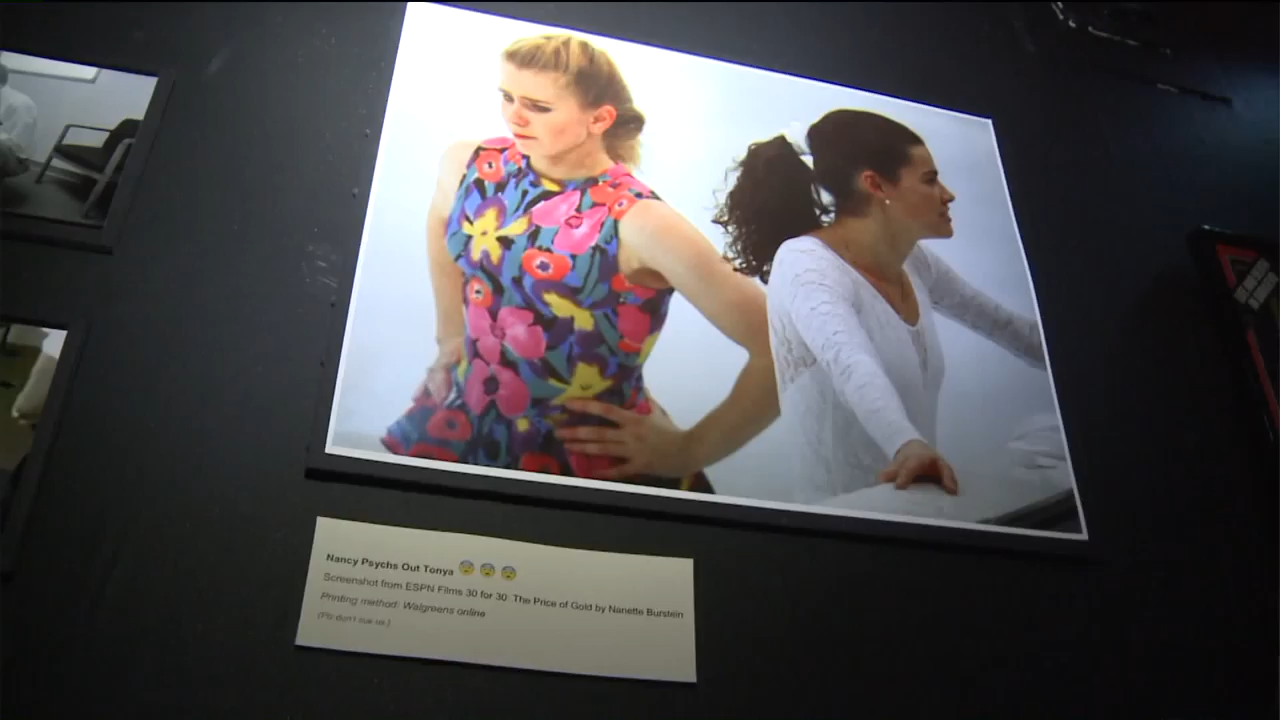 Nancy Psychs Out Tonya 😨 😨 😨
Screenshot from ESPN Films 30 for 30: The Price of Gold by Nanette Burstein
Printing method: Walgreens online
(Pls don't sue us.)